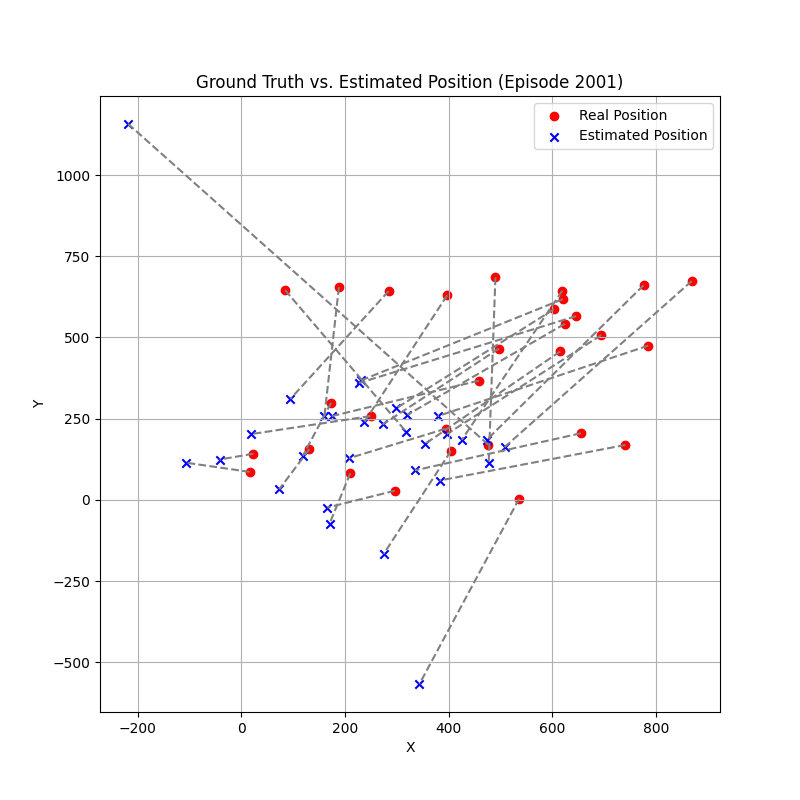 Ground Truth vs. Estimated Position (Episode 2001)
Real Position
Estimated Position
1000
750
500
250
0
−250
−500
Y
−200
0
200
400
600
800
X